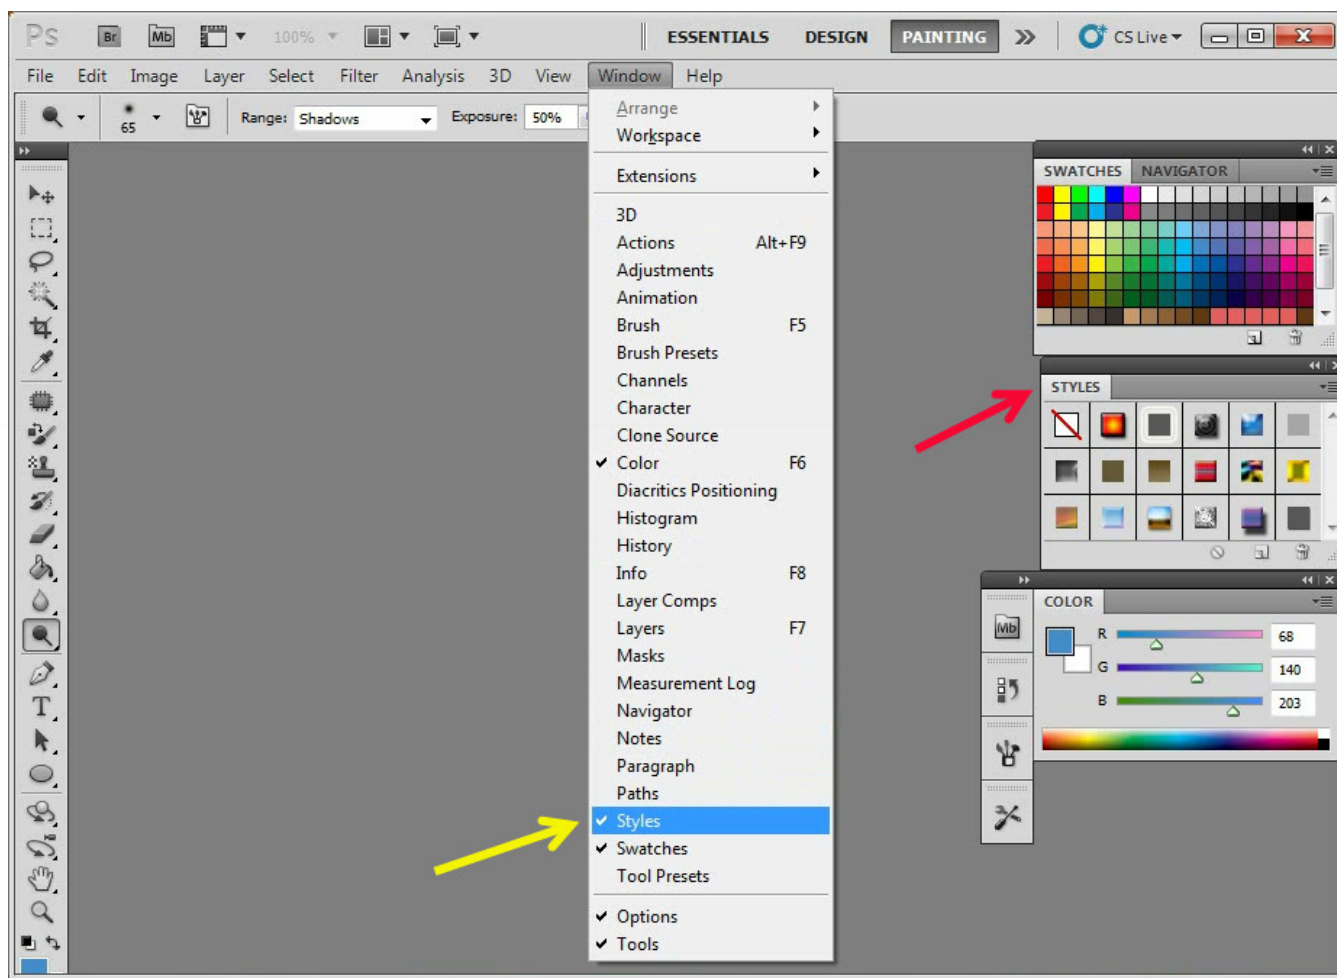 Ps Br Mb 100% ESSENTIALS DESIGN PAINTING CS Live
File Edit Image Layer Select Filter Analysis 3D View Window Help
65 Range: Shadows Exposure: 50%
Arrange
Workspace
Extensions
3D
Actions Alt+F9
Adjustments
Animation
Brush F5
Brush Presets
Channels
Character
Clone Source
Color F6
Diacritics Positioning
Histogram
History
Info F8
Layer Comps
Layers F7
Masks
Measurement Log
Navigator
Notes
Paragraph
Paths
Styles
Swatches
Tool Presets
Options
Tools
SWATCHES NAVIGATOR
STYLES
COLOR
Mb
R 68
G 140
B 203
T